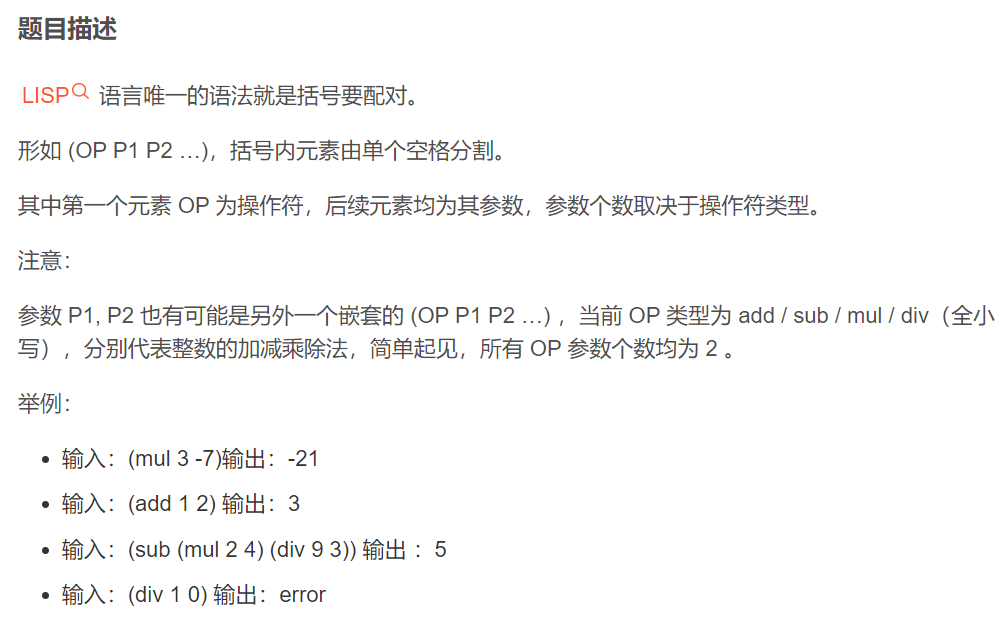 题目描述
LISP 语言唯一的语法就是括号要配对。
形如 (OP P1 P2 …)，括号内元素由单个空格分割。
其中第一个元素 OP 为操作符，后续元素均为其参数，参数个数取决于操作符类型。
注意：
参数 P1, P2 也有可能是另外一个嵌套的 (OP P1 P2 …) ，当前 OP 类型为 add / sub / mul / div（全小
写），分别代表整数的加减乘除法，简单起见，所有 OP 参数个数均为 2 。
举例：
• 输入：(mul 3 -7)输出：-21
• 输入：(add 1 2) 输出：3
• 输入：(sub (mul 2 4) (div 9 3)) 输出 ：5
• 输入：(div 1 0) 输出：error